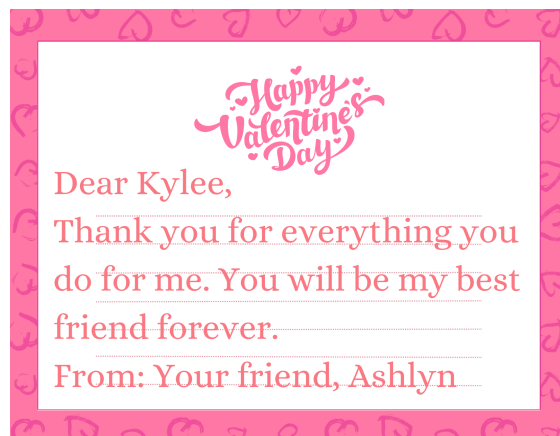 Happy
Valentine's
Day
Dear Kylee,
Thank you for everything you
do for me. You will be my best
friend forever.
From: Your friend, Ashlyn